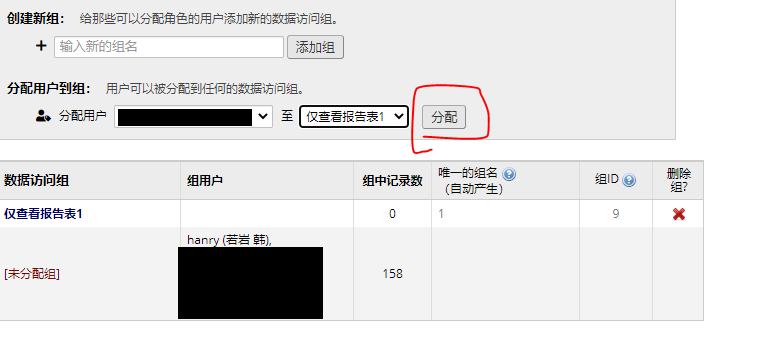 创建新组： 给那些可以分配角色的用户添加新的数据访问组。
+ 输入新的组名 添加组
分配用户到组： 用户可以被分配到任何的数据访问组。
分配用户 至 仅查看报告表1 分配
数据访问组 组用户 组中记录数 唯一的组名 ? (自动产生) 组ID ? 删除组?
仅查看报告表1 0 1 9
hanry (若岩 韩),
[未分配组] 158